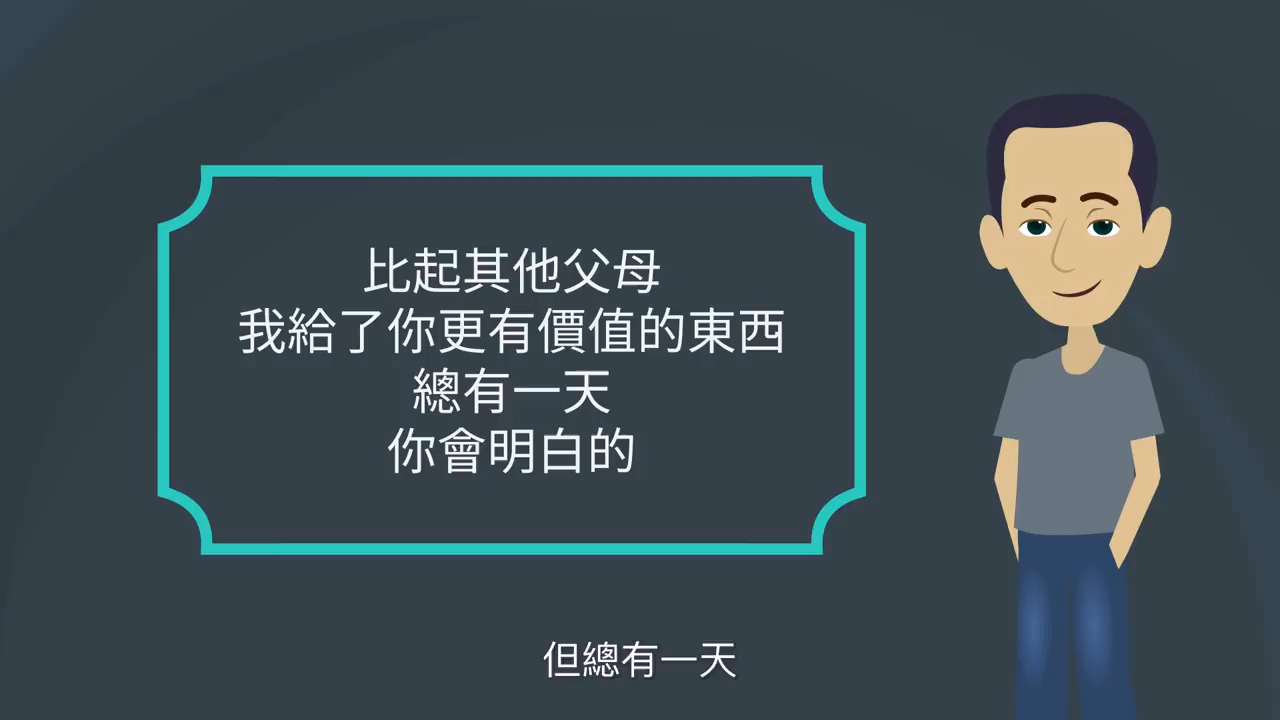 比起其他父母
我給了你更有價值的東西
總有一天
你會明白的
但總有一天